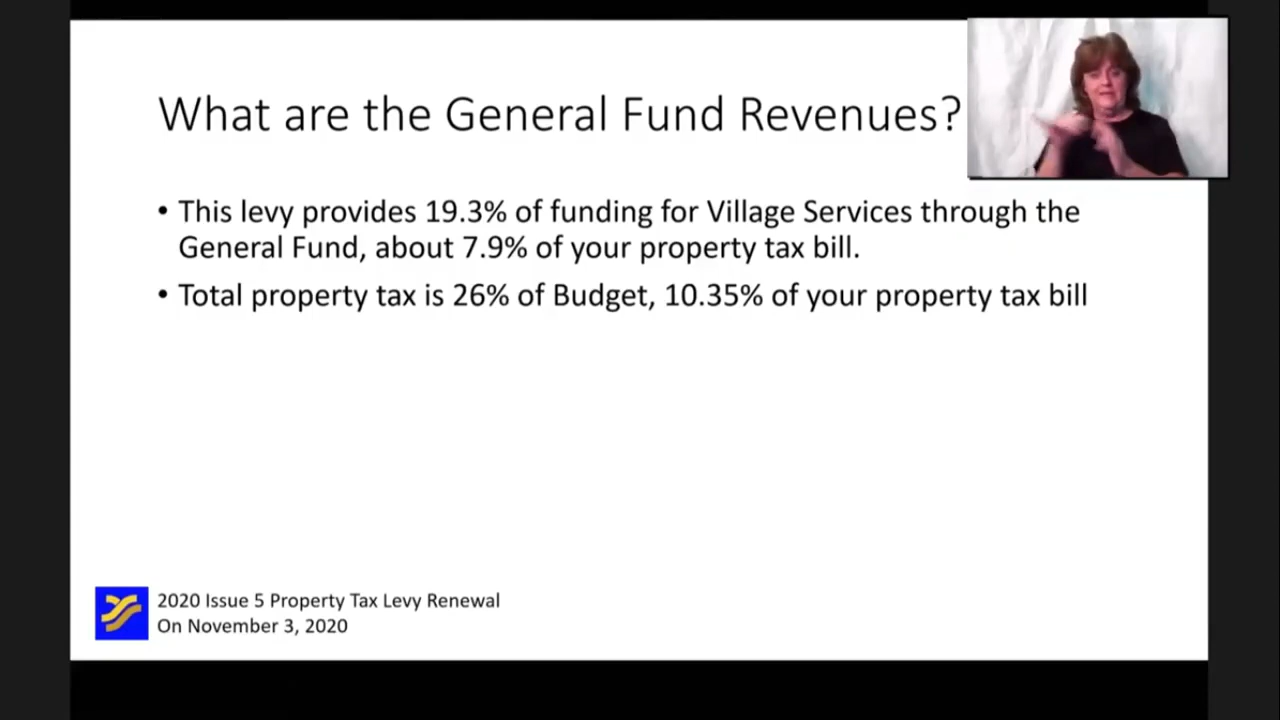 What are the General Fund Revenues?
• This levy provides 19.3% of funding for Village Services through the
General Fund, about 7.9% of your property tax bill.
• Total property tax is 26% of Budget, 10.35% of your property tax bill
2020 Issue 5 Property Tax Levy Renewal
On November 3, 2020